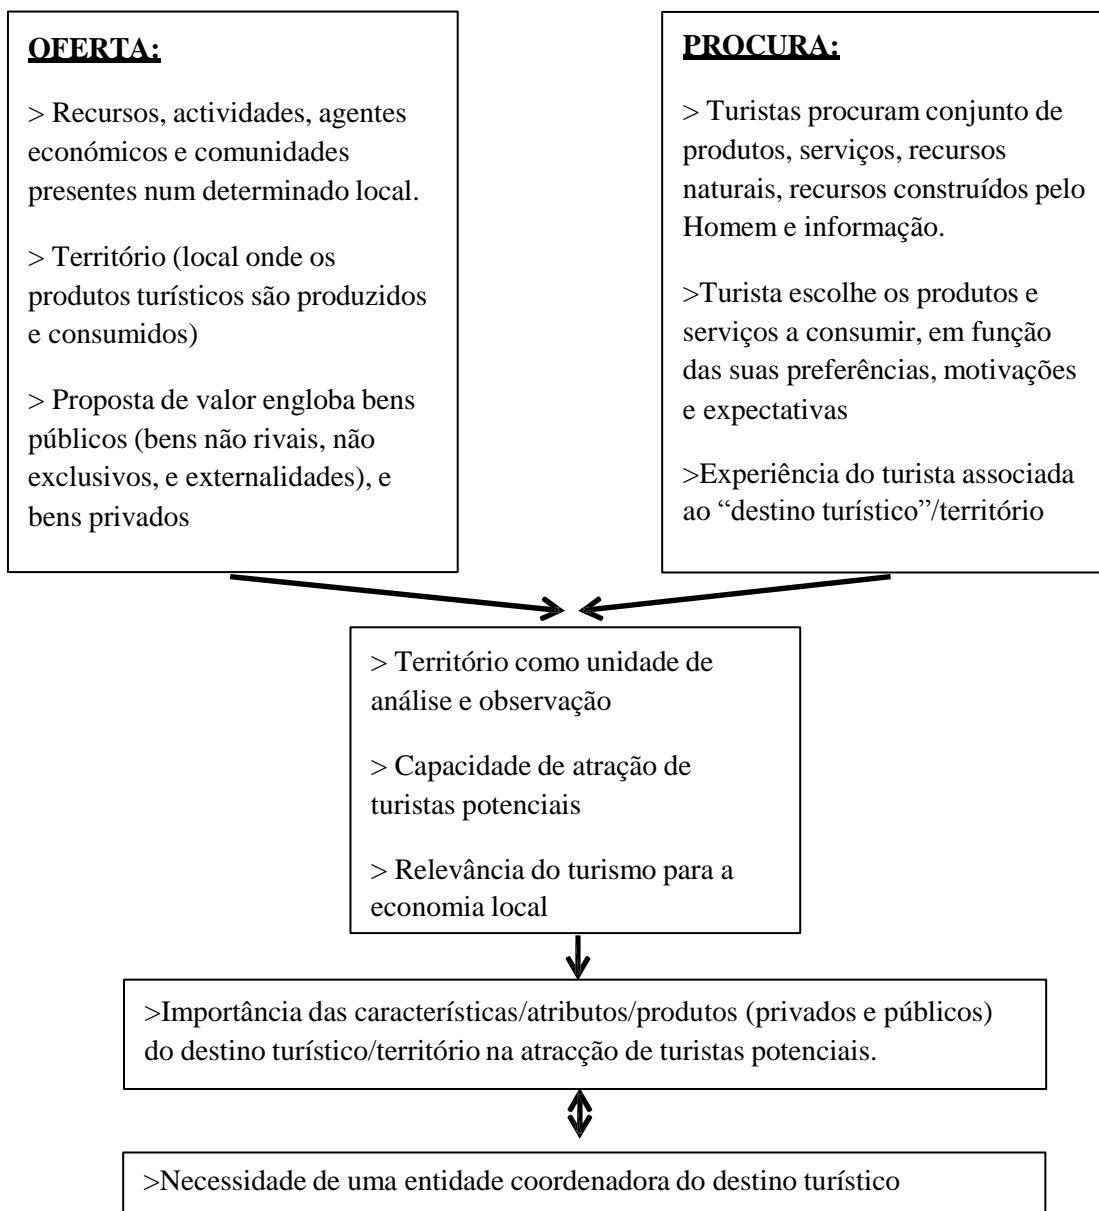 OFERTA:
> Recursos, actividades, agentes
económicos e comunidades
presentes num determinado local.
> Território (local onde os
produtos turísticos são produzidos
e consumidos)
> Proposta de valor engloba bens
públicos (bens não rivais, não
exclusivos, e externalidades), e
bens privados
PROCURA:
> Turistas procuram conjunto de
produtos, serviços, recursos
naturais, recursos construídos pelo
Homem e informação.
>Turista escolhe os produtos e
serviços a consumir, em função
das suas preferências, motivações
e expectativas
>Experiência do turista associada
ao “destino turístico”/território
> Território como unidade de
análise e observação
> Capacidade de atração de
turistas potenciais
> Relevância do turismo para a
economia local
>Importância das características/atributos/produtos (privados e públicos)
do destino turístico/território na atracção de turistas potenciais.
>Necessidade de uma entidade coordenadora do destino turístico